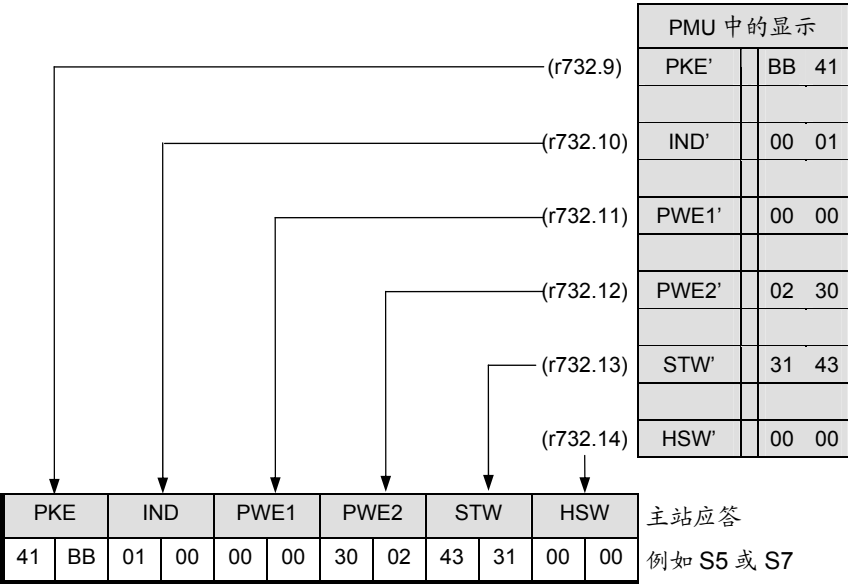 PMU 中的显示
(r732.9) PKE’ BB 41
(r732.10) IND’ 00 01
(r732.11) PWE1’ 00 00
(r732.12) PWE2’ 02 30
(r732.13) STW’ 31 43
(r732.14) HSW’ 00 00
PKE IND PWE1 PWE2 STW HSW 主站应答
41 BB 01 00 00 00 30 02 43 31 00 00 例如 S5 或 S7